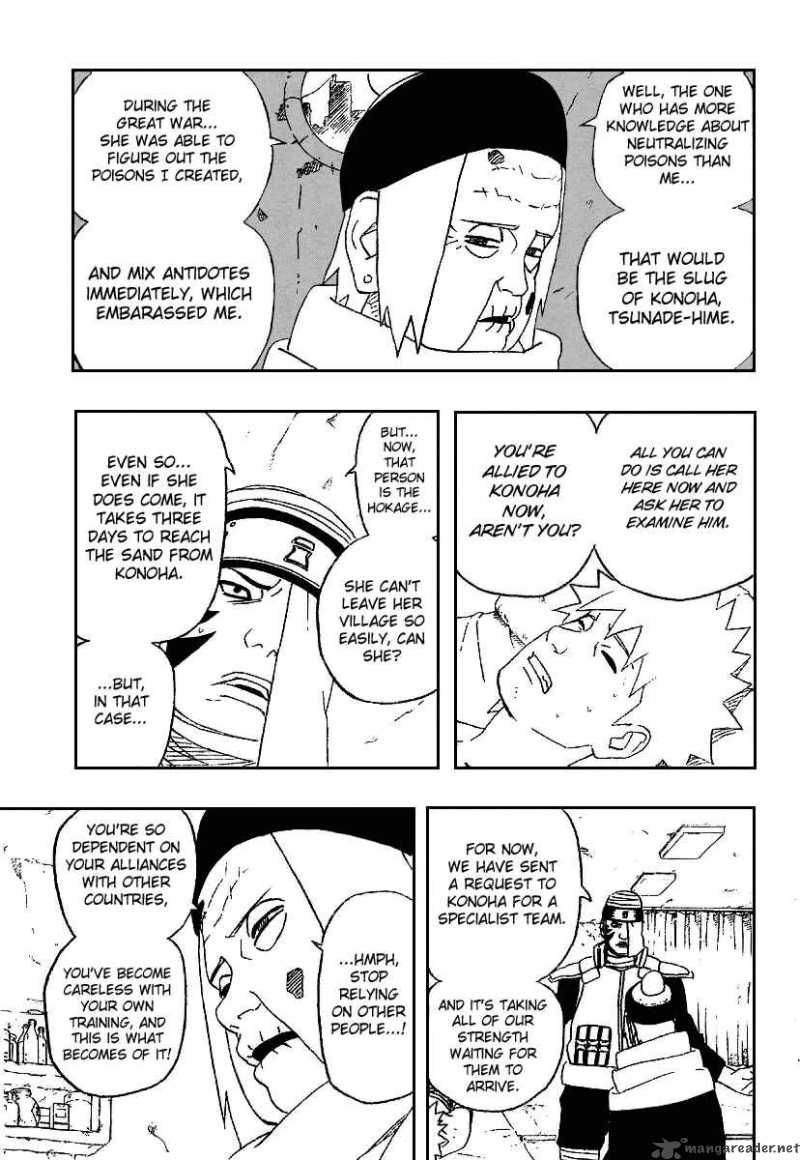 WELL, THE ONE
WHO HAS MORE
KNOWLEDGE ABOUT
NEUTRALIZING
POISONS THAN
ME...
THAT WOULD
BE THE SLUG
OF KONOHA,
TSUNADE-HIME.
DURING THE
GREAT WAR...
SHE WAS ABLE TO
FIGURE OUT THE
POISONS I CREATED,
AND MIX ANTIDOTES
IMMEDIATELY, WHICH
EMBARASSED ME.
ALL YOU CAN
DO IS CALL HER
HERE NOW AND
ASK HER TO
EXAMINE HIM.
YOU'RE
ALLIED TO
KONOHA
NOW,
AREN'T YOU?
BUT...
NOW,
THAT
PERSON
IS THE
HOKAGE...
SHE CAN'T
LEAVE HER
VILLAGE SO
EASILY, CAN
SHE?
EVEN SO...
EVEN IF SHE
DOES COME, IT
TAKES THREE
DAYS TO REACH
THE SAND FROM
KONOHA.
...BUT,
IN THAT
CASE...
FOR NOW,
WE HAVE SENT
A REQUEST TO
KONOHA FOR A
SPECIALIST TEAM.
AND IT'S TAKING
ALL OF OUR
STRENGTH
WAITING FOR
THEM TO
ARRIVE.
...HMPH,
STOP
RELYING
ON OTHER
PEOPLE...!
YOU'RE SO
DEPENDENT ON
YOUR ALLIANCES
WITH OTHER
COUNTRIES,
YOU'VE BECOME
CARELESS WITH
YOUR OWN
TRAINING, AND
THIS IS WHAT
BECOMES OF IT!
mangareader.net